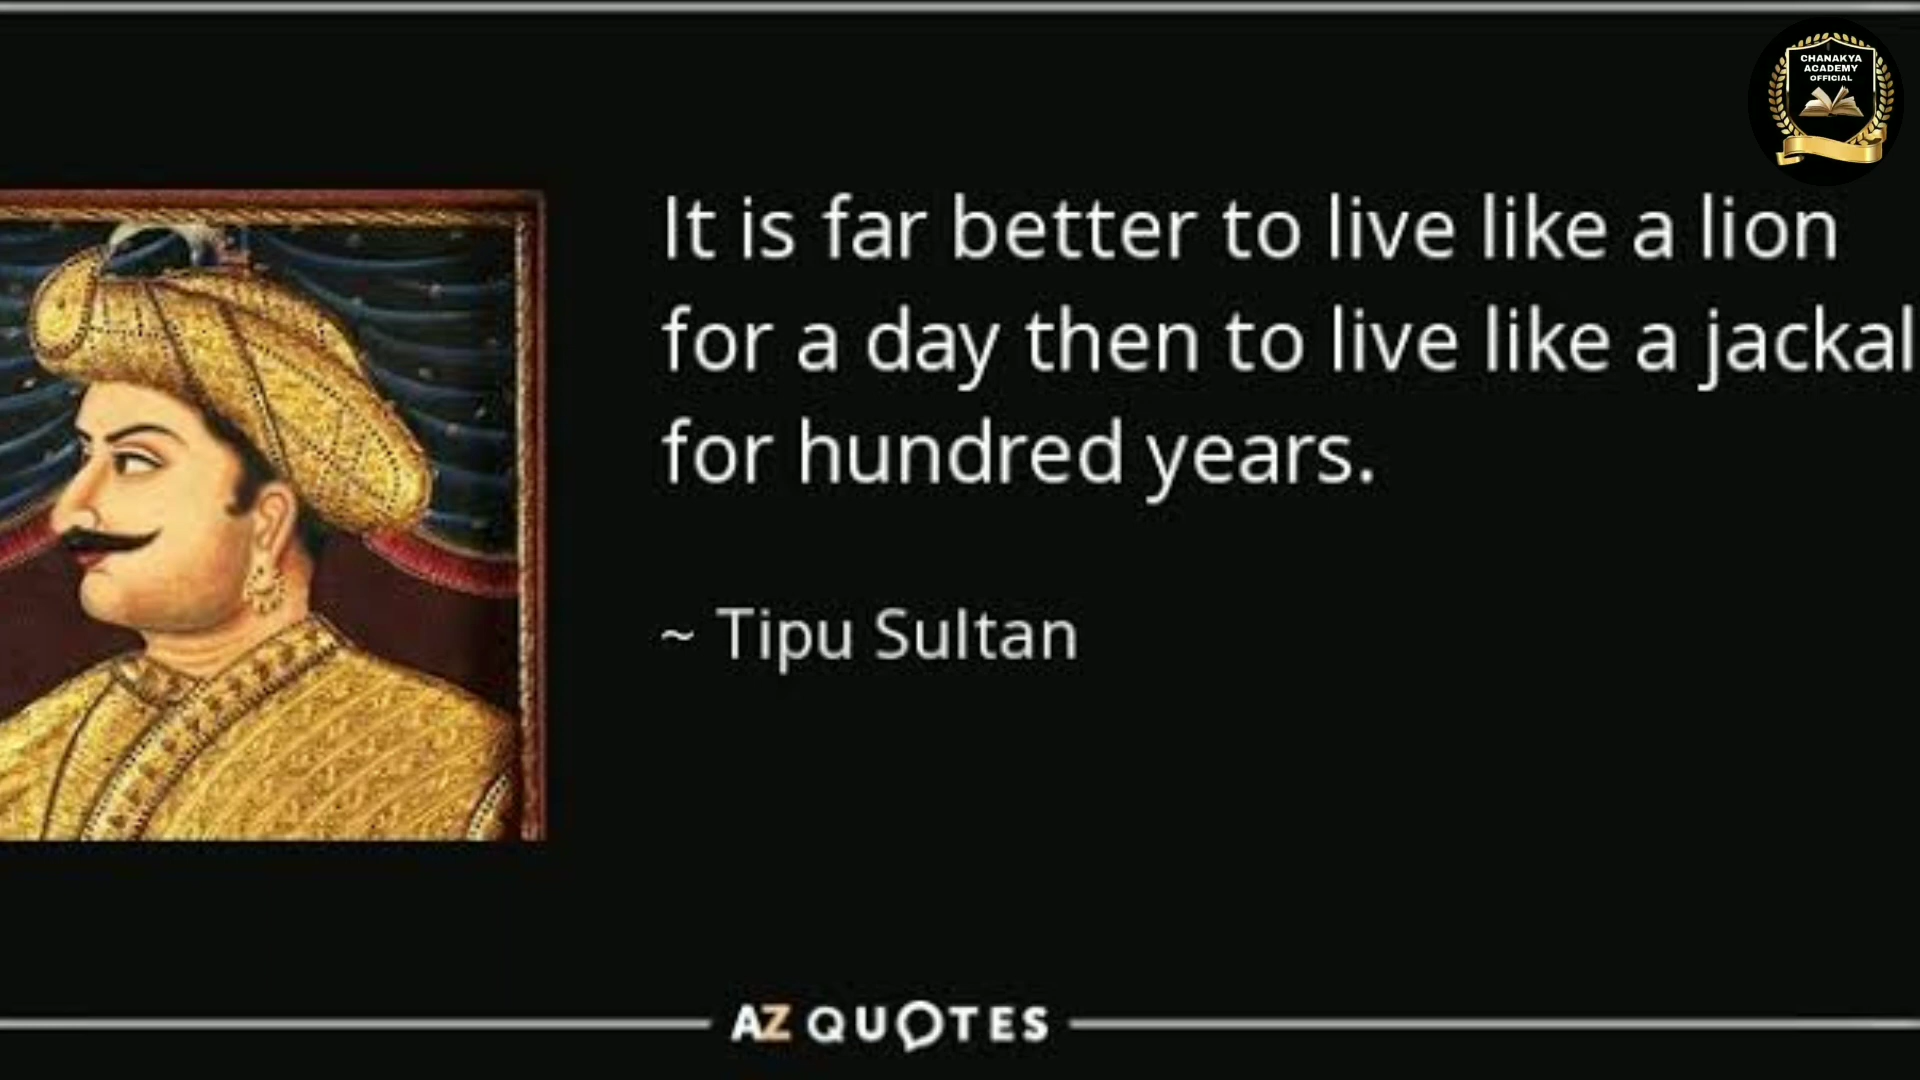 CHANAKYA
ACADEMY
OFFICIAL
It is far better to live like a lion
for a day then to live like a jackal
for hundred years.
~ Tipu Sultan
AZ QUOTES